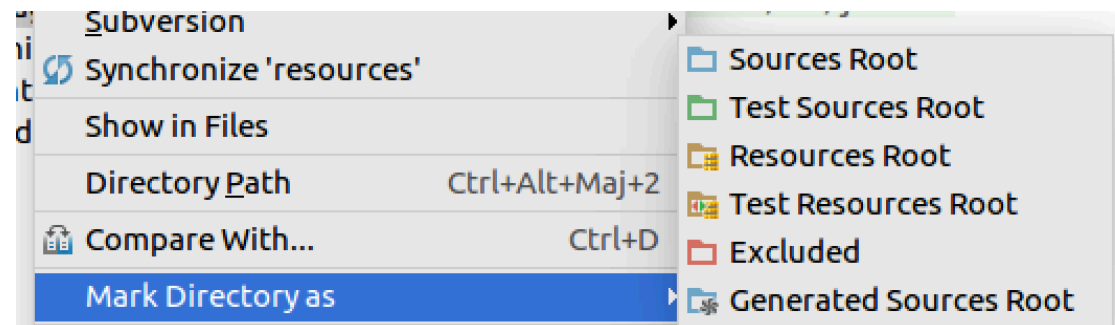 Subversion
Synchronize 'resources'
Show in Files
Directory Path Ctrl+Alt+Maj+2
Compare With... Ctrl+D
Mark Directory as
Sources Root
Test Sources Root
Resources Root
Test Resources Root
Excluded
Generated Sources Root